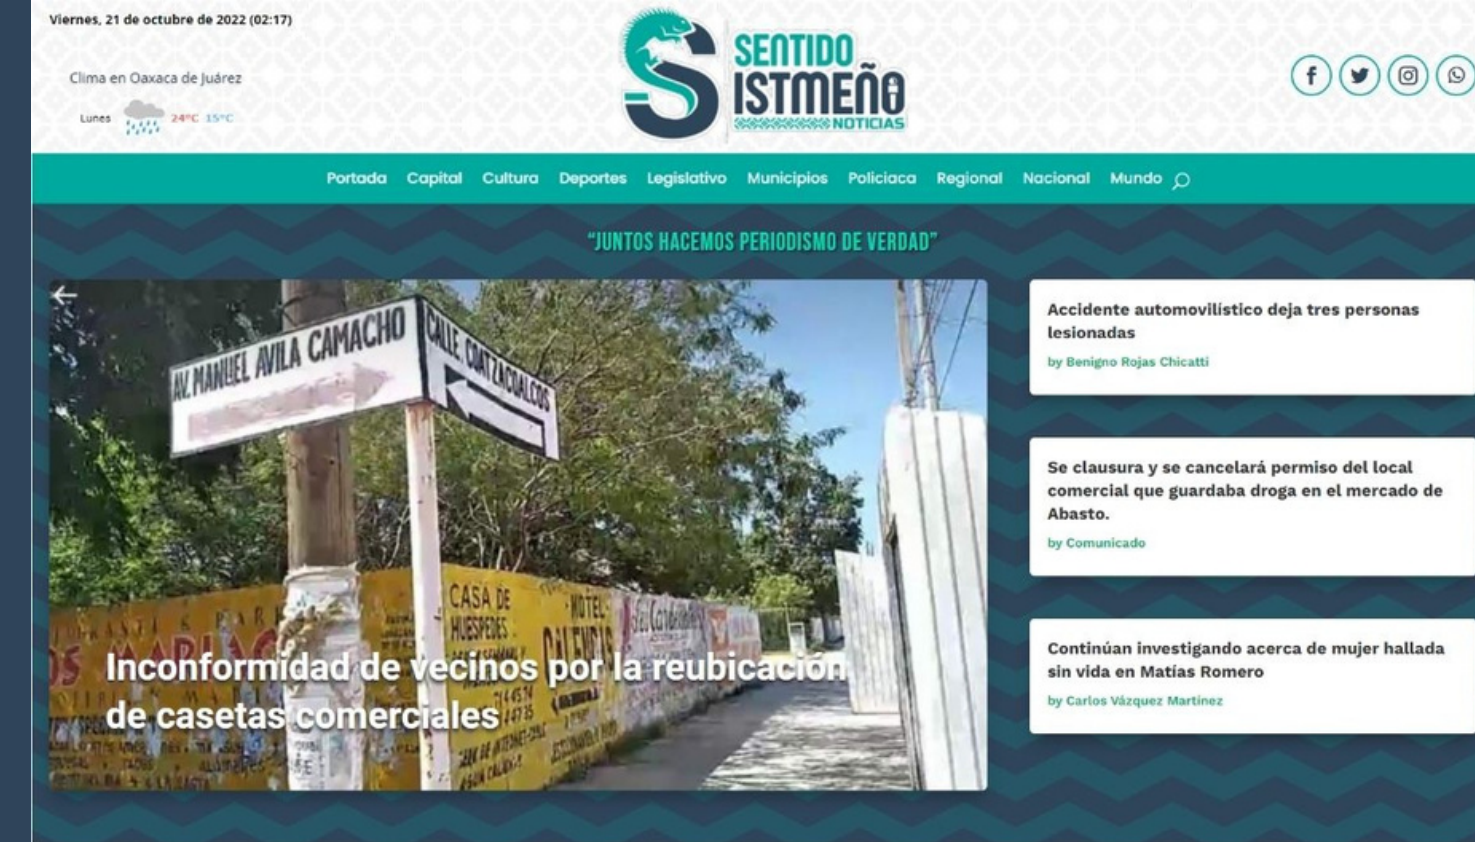 Viernes, 21 de octubre de 2022 (02:17)
Clima en Oaxaca de Juárez
Lunes 24°C 15°C
SENTIDO
ISTMEÑO
NOTICIAS
Portada Capital Cultura Deportes Legislativo Municipios Policiaca Regional Nacional Mundo
“JUNTOS HACEMOS PERIODISMO DE VERDAD”
AV. MANUEL AVILA CAMACHO
CALLE. COATZACOALCOS
CASA DE
HUESPEDES
HOTEL
Inconformidad de vecinos por la reubicación
de casetas comerciales
Accidente automovilístico deja tres personas
lesionadas
by Benigno Rojas Chicatti
Se clausura y se cancelará permiso del local
comercial que guardaba droga en el mercado de
Abasto.
by Comunicado
Continúan investigando acerca de mujer hallada
sin vida en Matías Romero
by Carlos Vázquez Martínez